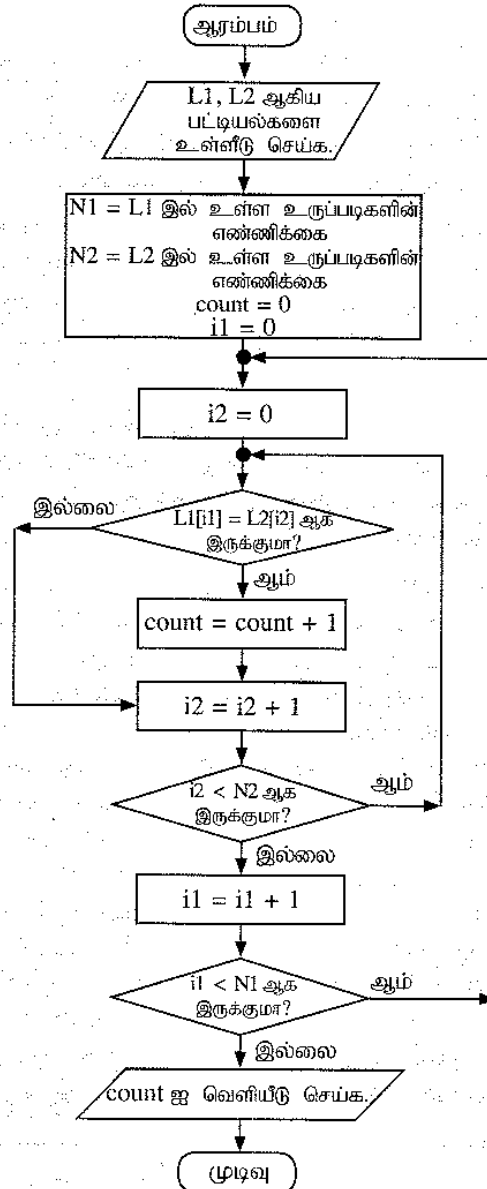 ஆரம்பம்
L1, L2 ஆகிய
பட்டியல்களை
உள்ளீடு செய்க.
N1 = L1 இல் உள்ள உருப்படிகளின்
எண்ணிக்கை
N2 = L2 இல் உள்ள உருப்படிகளின்
எண்ணிக்கை
count = 0
i1 = 0
i2 = 0
இல்லை
L1[i1] = L2[i2] ஆக
இருக்குமா?
ஆம்
count = count + 1
i2 = i2 + 1
i2 < N2 ஆக
இருக்குமா?
ஆம்
இல்லை
i1 = i1 + 1
i1 < N1 ஆக
இருக்குமா?
ஆம்
இல்லை
count ஐ வெளியீடு செய்க.
முடிவு